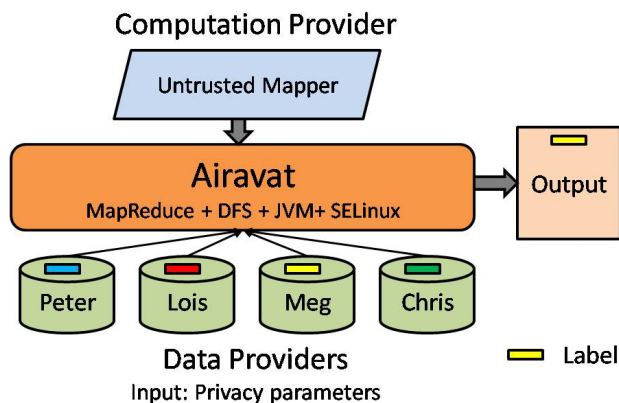 Computation Provider
Untrusted Mapper
Airavat
MapReduce + DFS + JVM+ SELinux
Output
Peter
Lois
Meg
Chris
Data Providers
Label
Input: Privacy parameters